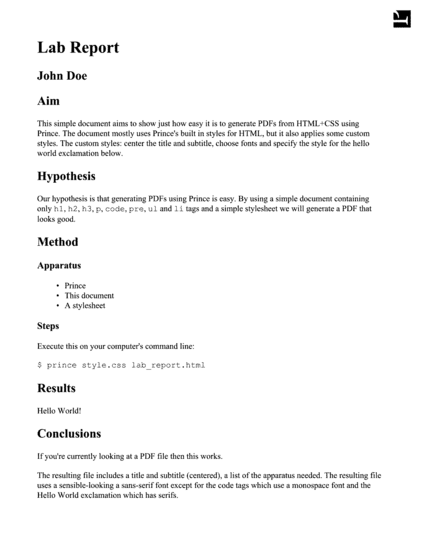 Lab Report
John Doe
Aim
This simple document aims to show just how easy it is to generate PDFs from HTML+CSS using
Prince. The document mostly uses Prince's built in styles for HTML, but it also applies some custom
styles. The custom styles: center the title and subtitle, choose fonts and specify the style for the hello
world exclamation below.
Hypothesis
Our hypothesis is that generating PDFs using Prince is easy. By using a simple document containing
only h1, h2, h3, p, code, pre, ul and li tags and a simple stylesheet we will generate a PDF that
looks good.
Method
Apparatus
• Prince
• This document
• A stylesheet
Steps
Execute this on your computer's command line:
$ prince style.css lab_report.html
Results
Hello World!
Conclusions
If you're currently looking at a PDF file then this works.
The resulting file includes a title and subtitle (centered), a list of the apparatus needed. The resulting file
uses a sensible-looking a sans-serif font except for the code tags which use a monospace font and the
Hello World exclamation which has serifs.